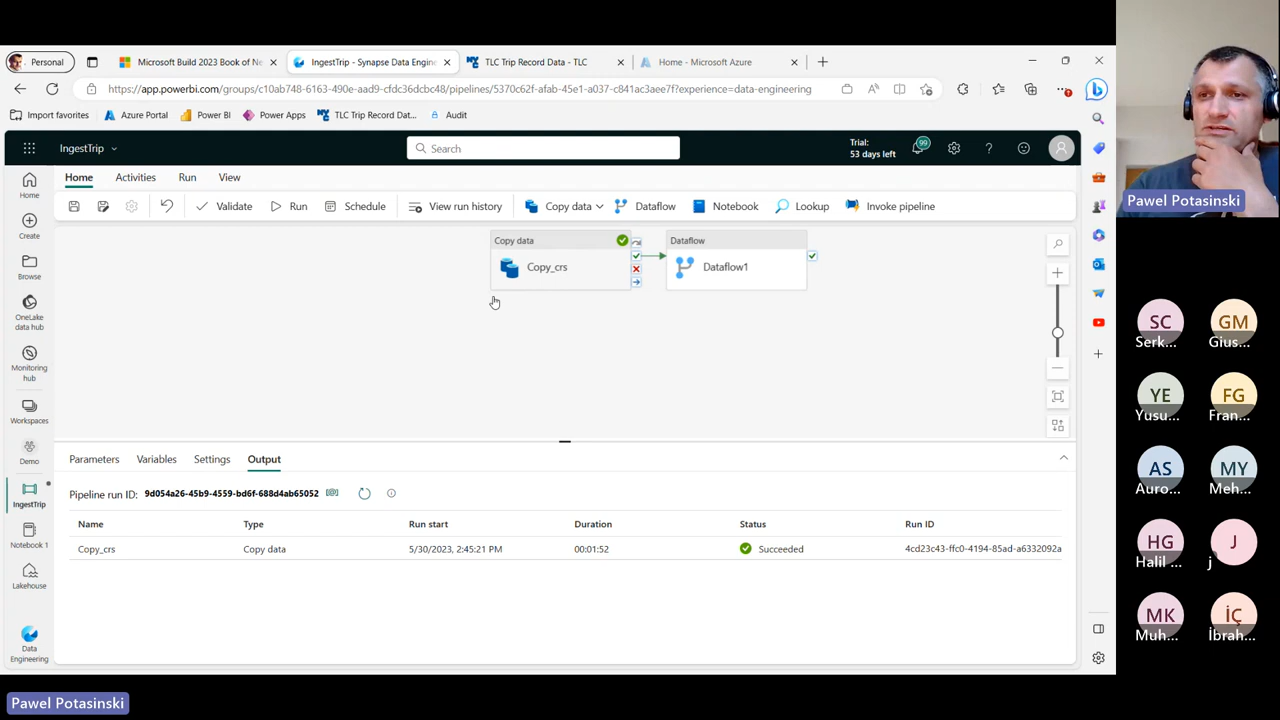 Personal
Microsoft Build 2023 Book of Ne
IngestTrip - Synapse Data Engine
TLC Trip Record Data - TLC
Home - Microsoft Azure
https://app.powerbi.com/groups/c10ab748-6163-490e-aad9-cfdc36dcbc48/pipelines/5370c62f-afab-45e1-a037-c841ac3aee7f?experience=data-engineering
Import favorites
Azure Portal
Power BI
Power Apps
TLC Trip Record Dat...
Audit
IngestTrip
Search
Trial:
53 days left
99
Home
Activities
Run
View
Validate
Run
Schedule
View run history
Copy data
Dataflow
Notebook
Lookup
Invoke pipeline
Home
Create
Browse
OneLake
data hub
Monitoring
hub
Workspaces
Demo
IngestTrip
Notebook 1
Lakehouse
Data
Engineering
Copy data
Copy_crs
Dataflow
Dataflow1
Parameters
Variables
Settings
Output
Pipeline run ID: 9d054a26-45b9-4559-bd6f-688d4ab65052
Name Type Run start Duration Status Run ID
Copy_crs Copy data 5/30/2023, 2:45:21 PM 00:01:52 Succeeded 4cd23c43-ffc0-4194-85ad-a6332092a
Pawel Potasinski
SC GM
Serk... Gius...
YE FG
Yusu... Fran...
AS MY
Auro... Meh...
HG J
Halil ... j
MK İÇ
Muh... İbrah...
Pawel Potasinski